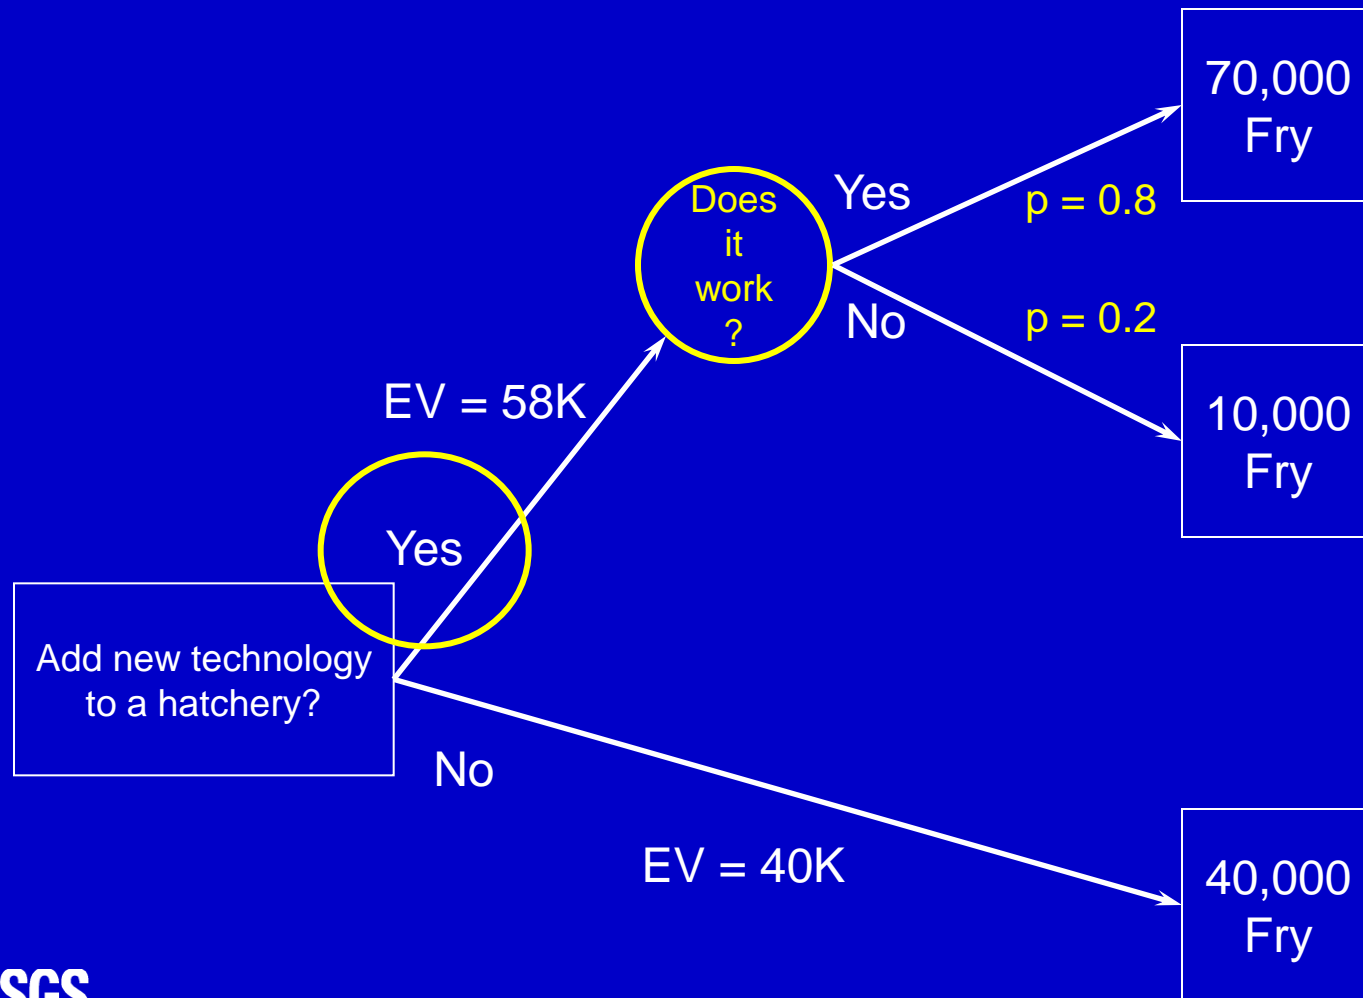 70,000
Fry
Does
it
work
?
Yes
p = 0.8
No
p = 0.2
10,000
Fry
EV = 58K
Yes
Add new technology
to a hatchery?
No
EV = 40K
40,000
Fry
SGS